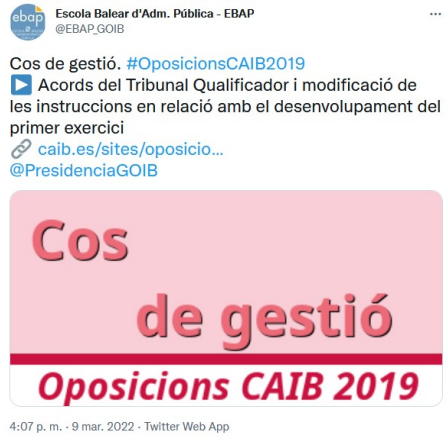 ebap
Escola Balear d'Adm. Pública - EBAP
@EBAP_GOIB
Cos de gestió. #OposicionsCAIB2019
Acords del Tribunal Qualificador i modificació de
les instruccions en relació amb el desenvolupament del
primer exercici
caib.es/sites/oposicio...
@PresidenciaGOIB
Cos
de gestió
Oposicions CAIB 2019
4:07 p. m. · 9 mar. 2022 · Twitter Web App